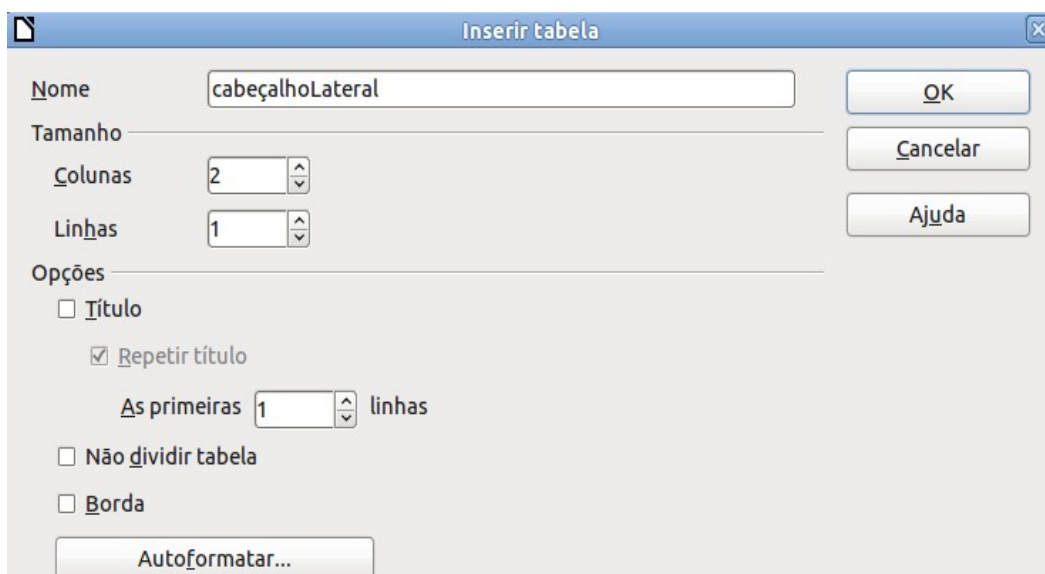 Inserir tabela
Nome cabeçalhoLateral OK
Tamanho
Cancelar
Colunas 2
Linhas 1 Ajuda
Opções
Título
Repetir título
As primeiras 1 linhas
Não dividir tabela
Borda
Autoformatar...